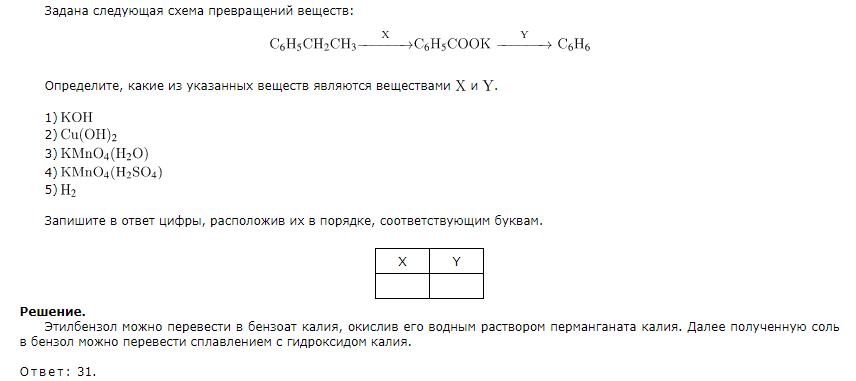 Задана следующая схема превращений веществ:
X Y
C₆H₅CH₂CH₃ ⟶ C₆H₅COOK ⟶ C₆H₆
Определите, какие из указанных веществ являются веществами X и Y.
1) KOH
2) Cu(OH)₂
3) KMnO₄(H₂O)
4) KMnO₄(H₂SO₄)
5) H₂
Запишите в ответ цифры, расположив их в порядке, соответствующим буквам.
X Y
Решение.
Этилбензол можно перевести в бензоат калия, окислив его водным раствором перманганата калия. Далее полученную соль
в бензол можно перевести сплавлением с гидроксидом калия.
Ответ: 31.